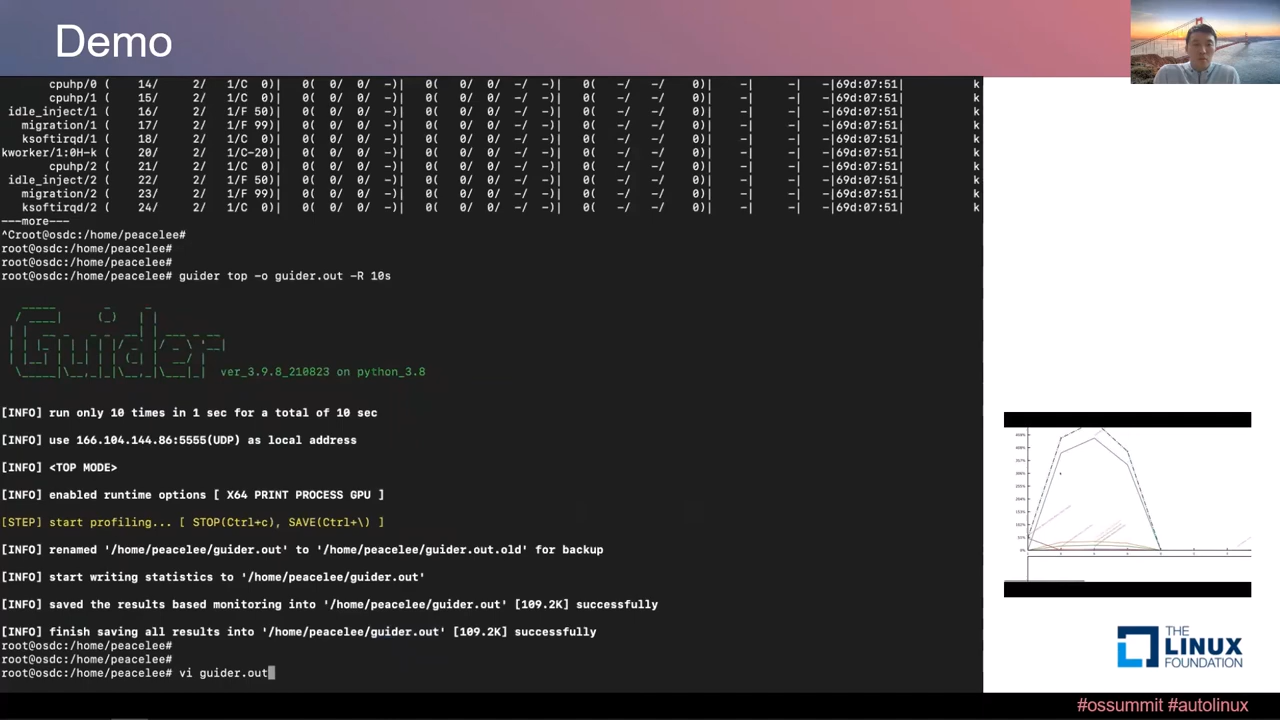 Demo
cpuhp/0 ( 14/ 2/ 1/C 0)| 0( 0/ 0/ -)| 0( 0/ 0/ -/ -/ 0)| 0( -/ -/ 0)| -| -| -|69d:07:51| k
cpuhp/1 ( 15/ 2/ 1/C 0)| 0( 0/ 0/ -)| 0( 0/ 0/ -/ -/ 0)| 0( -/ -/ 0)| -| -| -|69d:07:51| k
idle_inject/1 ( 16/ 2/ 1/F 50)| 0( 0/ 0/ -)| 0( 0/ 0/ -/ -/ 0)| 0( -/ -/ 0)| -| -| -|69d:07:51| k
migration/1 ( 17/ 2/ 1/F 99)| 0( 0/ 0/ -)| 0( 0/ 0/ -/ -/ 0)| 0( -/ -/ 0)| -| -| -|69d:07:51| k
ksoftirqd/1 ( 18/ 2/ 1/C 0)| 0( 0/ 0/ -)| 0( 0/ 0/ -/ -/ 0)| 0( -/ -/ 0)| -| -| -|69d:07:51| k
kworker/1:0H-k ( 20/ 2/ 1/C-20)| 0( 0/ 0/ -)| 0( 0/ 0/ -/ -/ 0)| 0( -/ -/ 0)| -| -| -|69d:07:51| k
cpuhp/2 ( 21/ 2/ 1/C 0)| 0( 0/ 0/ -)| 0( 0/ 0/ -/ -/ 0)| 0( -/ -/ 0)| -| -| -|69d:07:51| k
idle_inject/2 ( 22/ 2/ 1/F 50)| 0( 0/ 0/ -)| 0( 0/ 0/ -/ -/ 0)| 0( -/ -/ 0)| -| -| -|69d:07:51| k
migration/2 ( 23/ 2/ 1/F 99)| 0( 0/ 0/ -)| 0( 0/ 0/ -/ -/ 0)| 0( -/ -/ 0)| -| -| -|69d:07:51| k
ksoftirqd/2 ( 24/ 2/ 1/C 0)| 0( 0/ 0/ -)| 0( 0/ 0/ -/ -/ 0)| 0( -/ -/ 0)| -| -| -|69d:07:51| k
---more---
^Croot@osdc:/home/peacelee#
root@osdc:/home/peacelee#
root@osdc:/home/peacelee#
root@osdc:/home/peacelee# guider top -o guider.out -R 10s
Guider ver_3.9.8_210823 on python_3.8
[INFO] run only 10 times in 1 sec for a total of 10 sec
[INFO] use 166.104.144.86:5555(UDP) as local address
[INFO] <TOP MODE>
[INFO] enabled runtime options [ X64 PRINT PROCESS GPU ]
[STEP] start profiling... [ STOP(Ctrl+c), SAVE(Ctrl+\) ]
[INFO] renamed '/home/peacelee/guider.out' to '/home/peacelee/guider.out.old' for backup
[INFO] start writing statistics to '/home/peacelee/guider.out'
[INFO] saved the results based monitoring into '/home/peacelee/guider.out' [109.2K] successfully
[INFO] finish saving all results into '/home/peacelee/guider.out' [109.2K] successfully
root@osdc:/home/peacelee#
root@osdc:/home/peacelee#
root@osdc:/home/peacelee# vi guider.out
THE
LINUX
FOUNDATION
#ossummit #autolinux